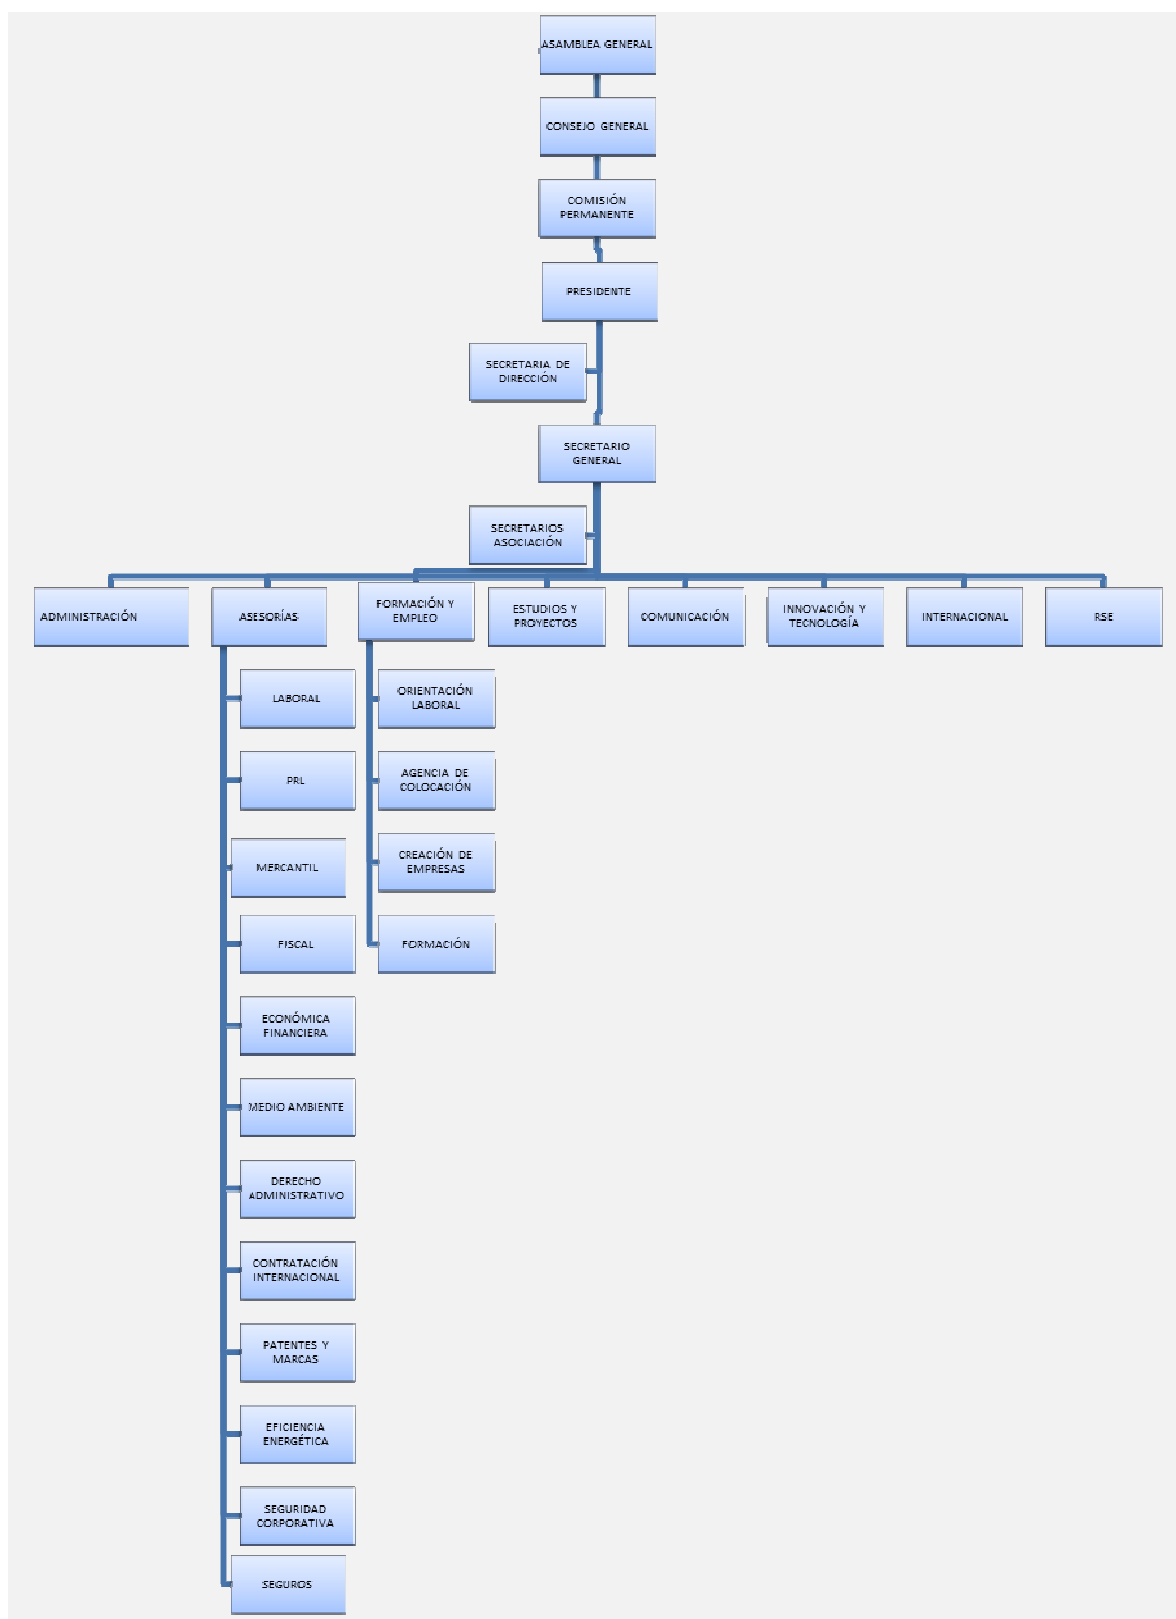 ASAMBLEA GENERAL
CONSEJO GENERAL
COMISIÓN
PERMANENTE
PRESIDENTE
SECRETARIA DE
DIRECCIÓN
SECRETARIO
GENERAL
SECRETARIOS
ASOCIACIÓN
ADMINISTRACIÓN
ASESORÍAS
FORMACIÓN Y
EMPLEO
ESTUDIOS Y
PROYECTOS
COMUNICACIÓN
INNOVACIÓN Y
TECNOLOGÍA
INTERNACIONAL
RSE
LABORAL
PRL
MERCANTIL
FISCAL
ECONÓMICA
FINANCIERA
MEDIO AMBIENTE
DERECHO
ADMINISTRATIVO
CONTRATACIÓN
INTERNACIONAL
PATENTES Y
MARCAS
EFICIENCIA
ENERGÉTICA
SEGURIDAD
CORPORATIVA
SEGUROS
ORIENTACIÓN
LABORAL
AGENCIA DE
COLOCACIÓN
CREACIÓN DE
EMPRESAS
FORMACIÓN